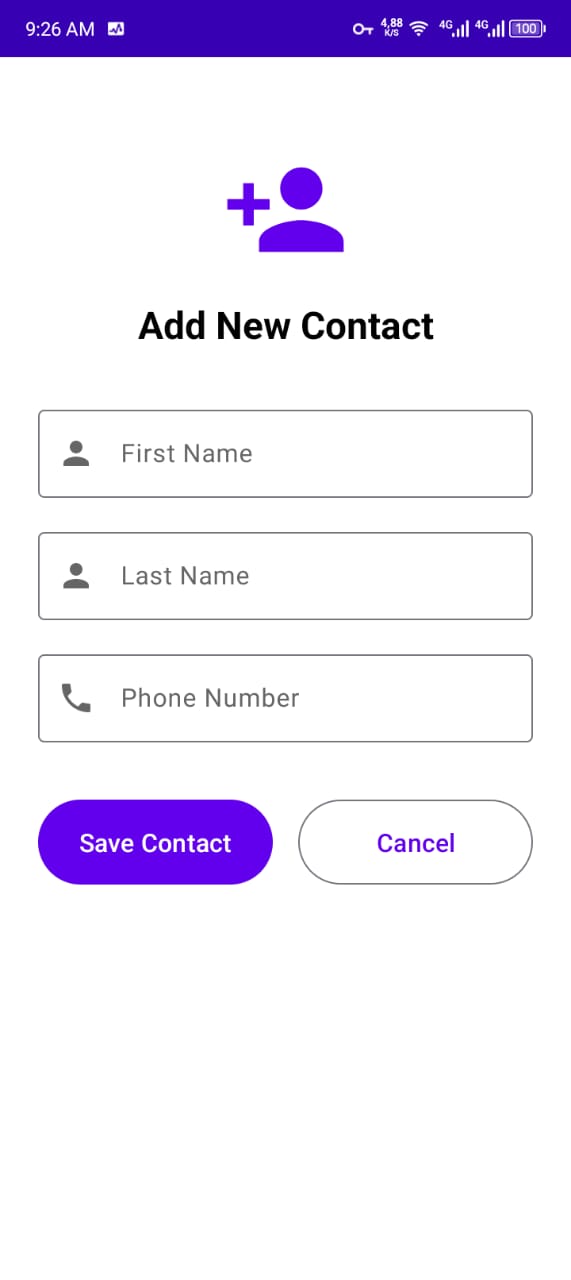 9:26 AM 4,88 K/S 4G 4G 100
Add New Contact
First Name
Last Name
Phone Number
Save Contact Cancel